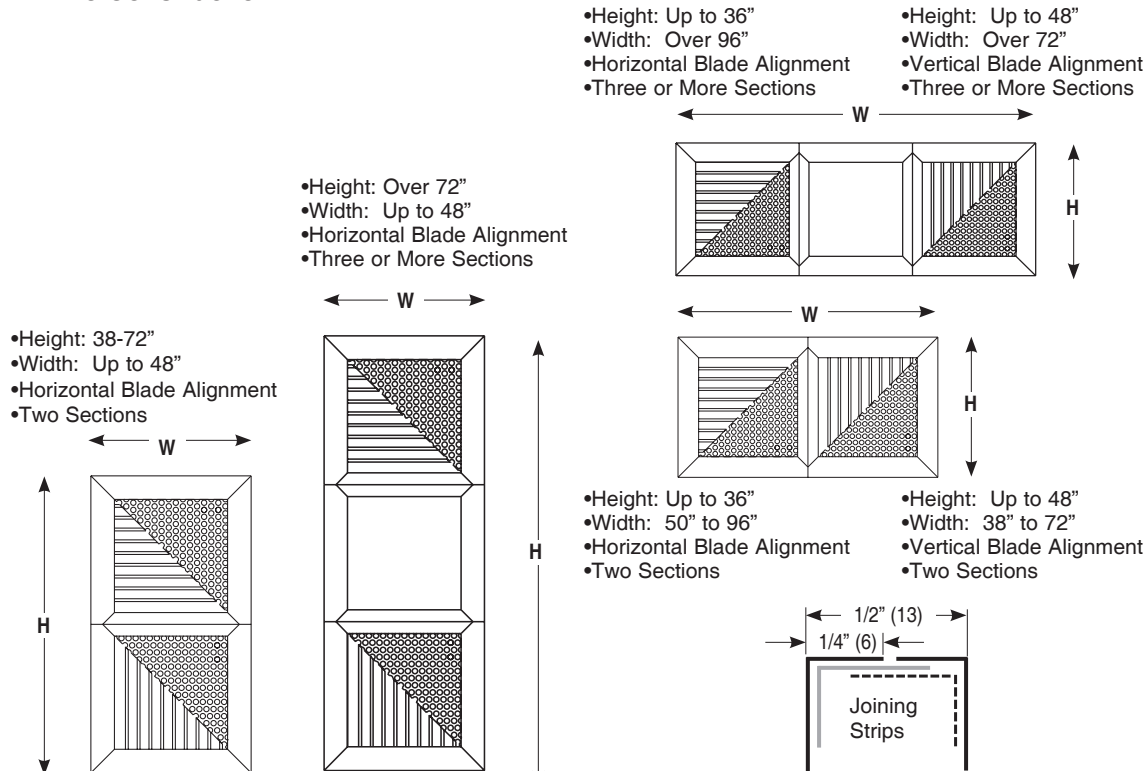 •Height: Up to 36”
•Width: Over 96”
•Horizontal Blade Alignment
•Three or More Sections
•Height: Up to 48”
•Width: Over 72”
•Vertical Blade Alignment
•Three or More Sections
W
H
•Height: Over 72”
•Width: Up to 48”
•Horizontal Blade Alignment
•Three or More Sections
W
H
•Height: 38-72”
•Width: Up to 48”
•Horizontal Blade Alignment
•Two Sections
W
H
W
H
•Height: Up to 36”
•Width: 50” to 96”
•Horizontal Blade Alignment
•Two Sections
•Height: Up to 48”
•Width: 38” to 72”
•Vertical Blade Alignment
•Two Sections
1/2” (13)
1/4” (6)
Joining
Strips